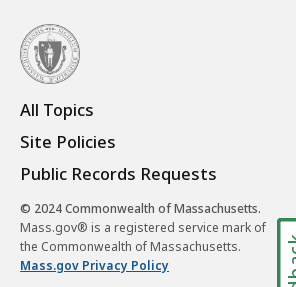 All Topics
Site Policies
Public Records Requests
© 2024 Commonwealth of Massachusetts.
Mass.gov® is a registered service mark of
the Commonwealth of Massachusetts.
Mass.gov Privacy Policy